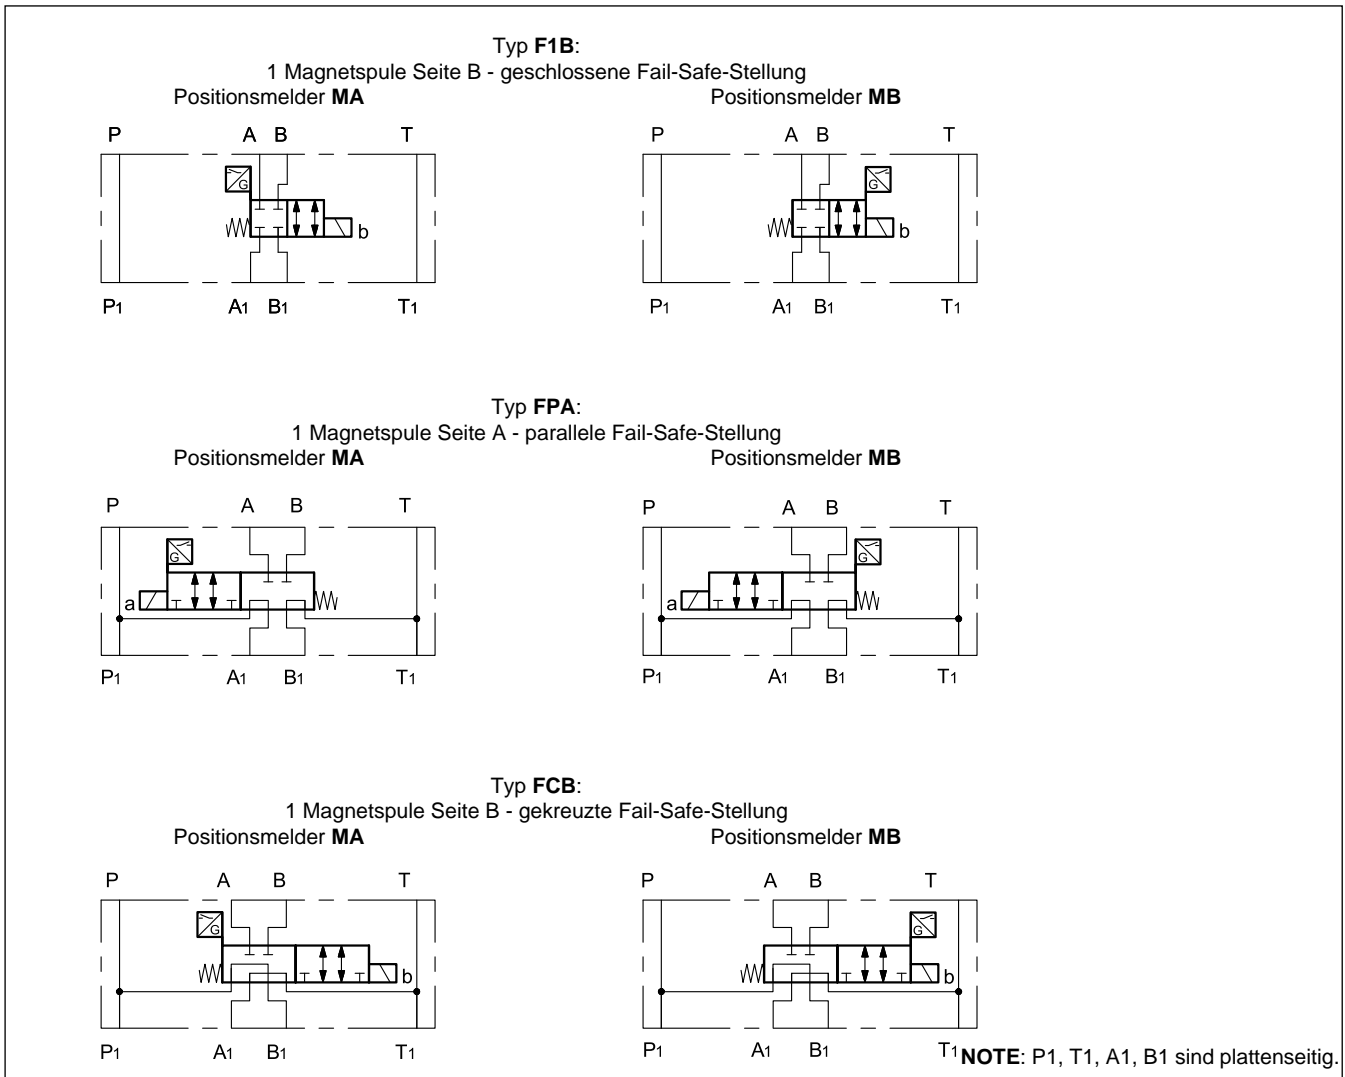 Typ F1B:
1 Magnetspule Seite B - geschlossene Fail-Safe-Stellung
Positionsmelder MA Positionsmelder MB
P A B T P A B T
G G
b b
P1 A1 B1 T1 P1 A1 B1 T1
Typ FPA:
1 Magnetspule Seite A - parallele Fail-Safe-Stellung
Positionsmelder MA Positionsmelder MB
P A B T P A B T
G G
a a
P1 A1 B1 T1 P1 A1 B1 T1
Typ FCB:
1 Magnetspule Seite B - gekreuzte Fail-Safe-Stellung
Positionsmelder MA Positionsmelder MB
P A B T P A B T
G G
b b
P1 A1 B1 T1 P1 A1 B1 T1
NOTE: P1, T1, A1, B1 sind plattenseitig.